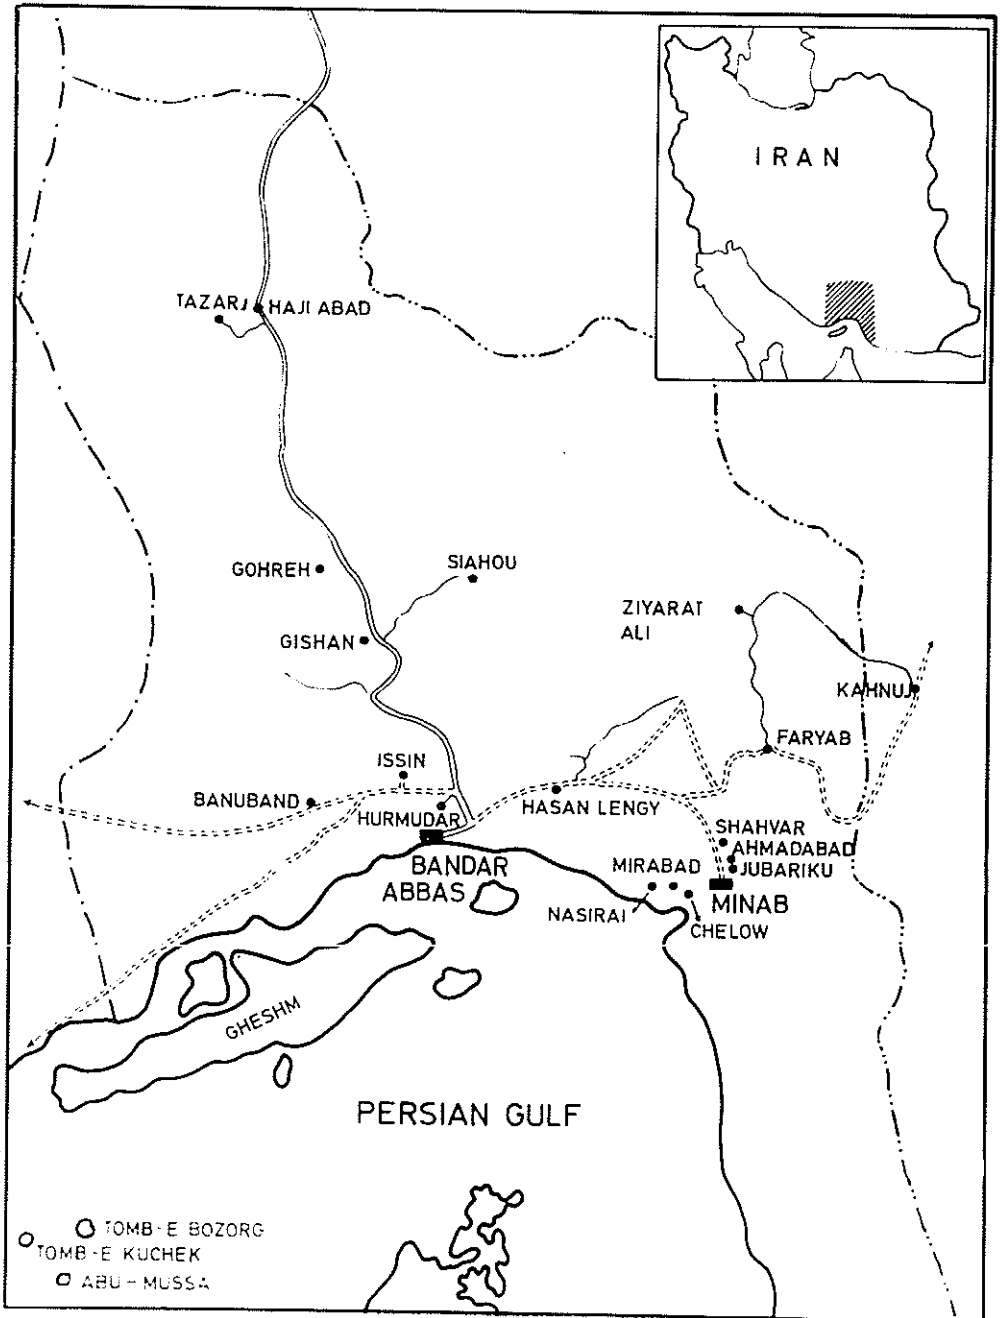 IRAN
TAZARJ
HAJI ABAD
GOHREH
SIAHOU
ZIYARAT
ALI
GISHAN
KAHNUJ
FARYAB
ISSIN
BANUBAND
HASAN LENGY
HURMUDAR
SHAHVAR
AHMADABAD
BANDAR
ABBAS
MIRABAD
JUBARIKU
MINAB
NASIRAI
CHELOW
GHESHM
PERSIAN GULF
TOMB-E BOZORG
TOMB-E KUCHEK
ABU-MUSSA